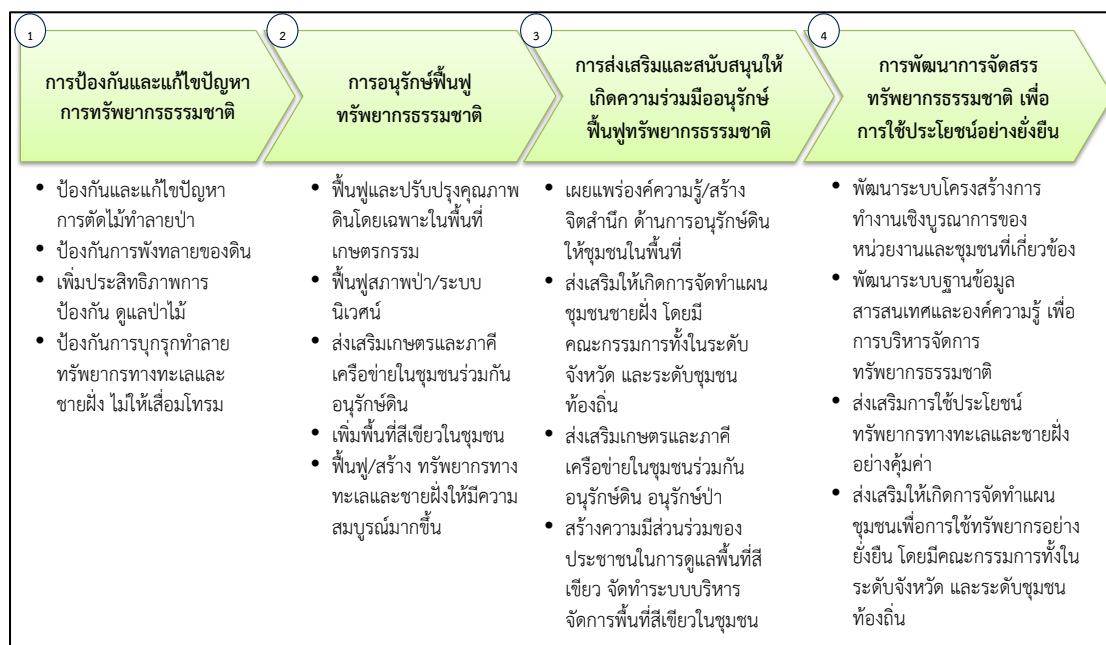 1
การป้องกันและแก้ไขปัญหา
การทรัพยากรธรรมชาติ
• ป้องกันและแก้ไขปัญหา
การตัดไม้ทำลายป่า
• ป้องกันการพังทลายของดิน
• เพิ่มประสิทธิภาพการ
ป้องกัน ดูแลป่าไม้
• ป้องกันการบุกรุกทำลาย
ทรัพยากรทางทะเลและ
ชายฝั่ง ไม่ให้เสื่อมโทรม
2
การอนุรักษ์ฟื้นฟู
ทรัพยากรธรรมชาติ
• ฟื้นฟูและปรับปรุงคุณภาพ
ดินโดยเฉพาะในพื้นที่
เกษตรกรรม
• ฟื้นฟูสภาพป่า/ระบบ
นิเวศน์
• ส่งเสริมเกษตรและภาคี
เครือข่ายในชุมชนร่วมกัน
อนุรักษ์ดิน
• เพิ่มพื้นที่สีเขียวในชุมชน
• ฟื้นฟู/สร้าง ทรัพยากรทาง
ทะเลและชายฝั่งให้มีความ
สมบูรณ์มากขึ้น
3
การส่งเสริมและสนับสนุนให้
เกิดความร่วมมืออนุรักษ์
ฟื้นฟูทรัพยากรธรรมชาติ
• เผยแพร่องค์ความรู้/สร้าง
จิตสำนึก ด้านการอนุรักษ์ดิน
ให้ชุมชนในพื้นที่
• ส่งเสริมให้เกิดการจัดทำแผน
ชุมชนชายฝั่ง โดยมี
คณะกรรมการทั้งในระดับ
จังหวัด และระดับชุมชน
ท้องถิ่น
• ส่งเสริมเกษตรและภาคี
เครือข่ายในชุมชนร่วมกัน
อนุรักษ์ดิน อนุรักษ์ป่า
• สร้างความมีส่วนร่วมของ
ประชาชนในการดูแลพื้นที่สี
เขียว จัดทำระบบบริหาร
จัดการพื้นที่สีเขียวในชุมชน
4
การพัฒนาการจัดสรร
ทรัพยากรธรรมชาติ เพื่อ
การใช้ประโยชน์อย่างยั่งยืน
• พัฒนาระบบโครงสร้างการ
ทำงานเชิงบูรณาการของ
หน่วยงานและชุมชนที่เกี่ยวข้อง
• พัฒนาระบบฐานข้อมูล
สารสนเทศและองค์ความรู้ เพื่อ
การบริหารจัดการ
ทรัพยากรธรรมชาติ
• ส่งเสริมการใช้ประโยชน์
ทรัพยากรทางทะเลและชายฝั่ง
อย่างคุ้มค่า
• ส่งเสริมให้เกิดการจัดทำแผน
ชุมชนเพื่อการใช้ทรัพยากรอย่าง
ยั่งยืน โดยมีคณะกรรมการทั้งใน
ระดับจังหวัด และระดับชุมชน
ท้องถิ่น